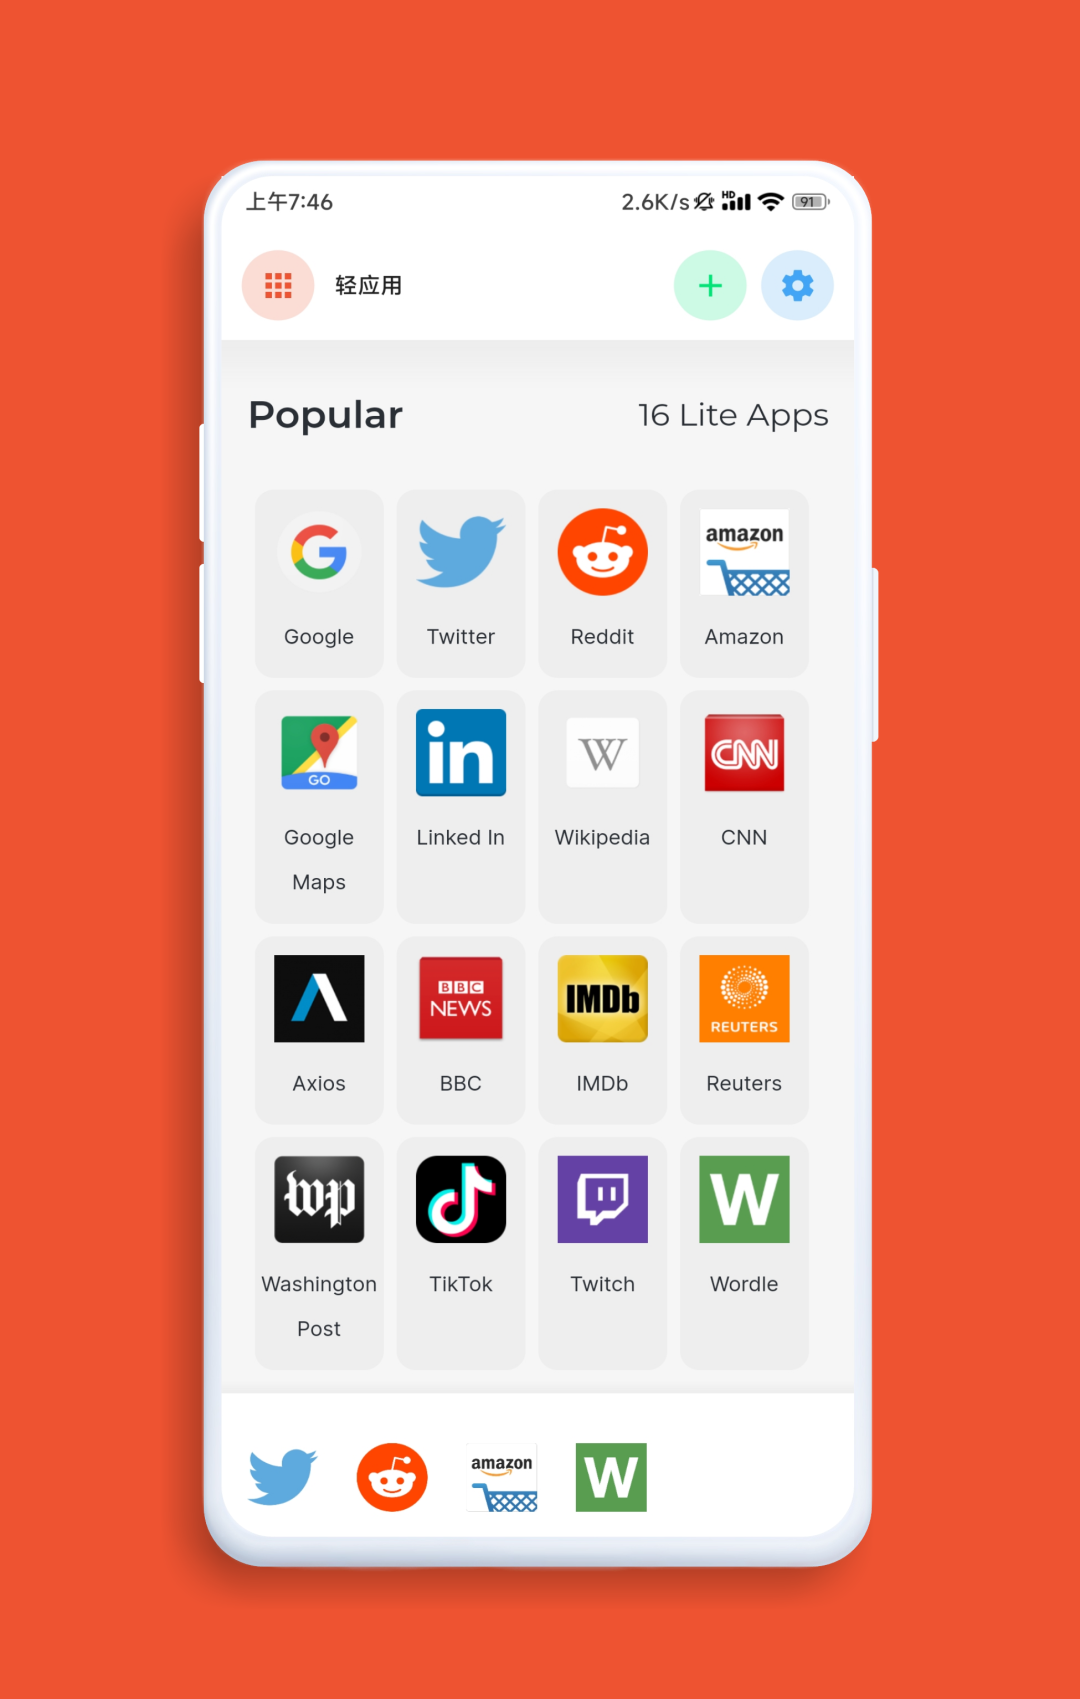 上午7:46
2.6K/s HD 91
轻应用
Popular
16 Lite Apps
amazon
Google
Twitter
Reddit
Amazon
GO
in
W
CNN
Google
Maps
Linked In
Wikipedia
CNN
BBC
NEWS
IMDb
REUTERS
Axios
BBC
IMDb
Reuters
wp
W
Washington
Post
TikTok
Twitch
Wordle
amazon
W